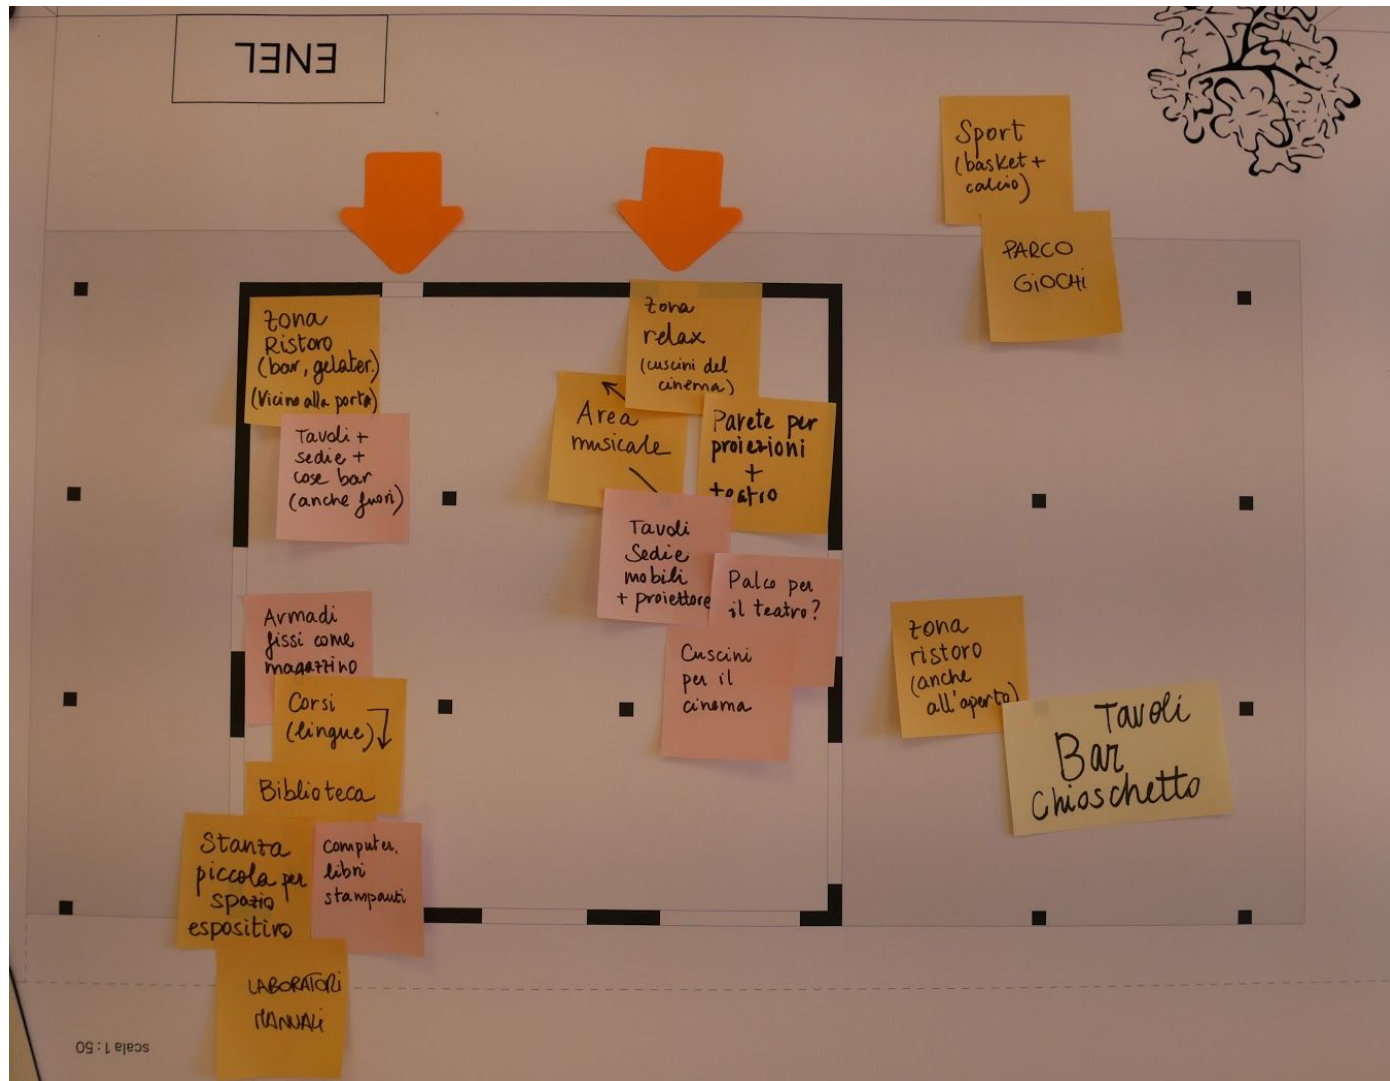 ENEL
Sport
(basket +
calcio)
PARCO
GIOCHI
zona
Ristoro
(bar, gelater.)
(Vicino alla porta)
Tavoli +
sedie +
cose bar
(anche fuori)
zona
relax
(cuscini del
cinema)
Area
musicale
Parete per
proiezioni
+
teatro
Tavoli
Sedie
mobili
+ proiettore
Palco per
il teatro?
Cuscini
per il
cinema
Armadi
fissi come
magazzino
Corsi
(lingue)
Biblioteca
Stanza
piccola per
spazio
espositivo
Computer,
libri
stampanti
LABORATORI
MANUALI
zona
ristoro
(anche
all'aperto)
Tavoli
Bar
Chioschetto
scala 1:50